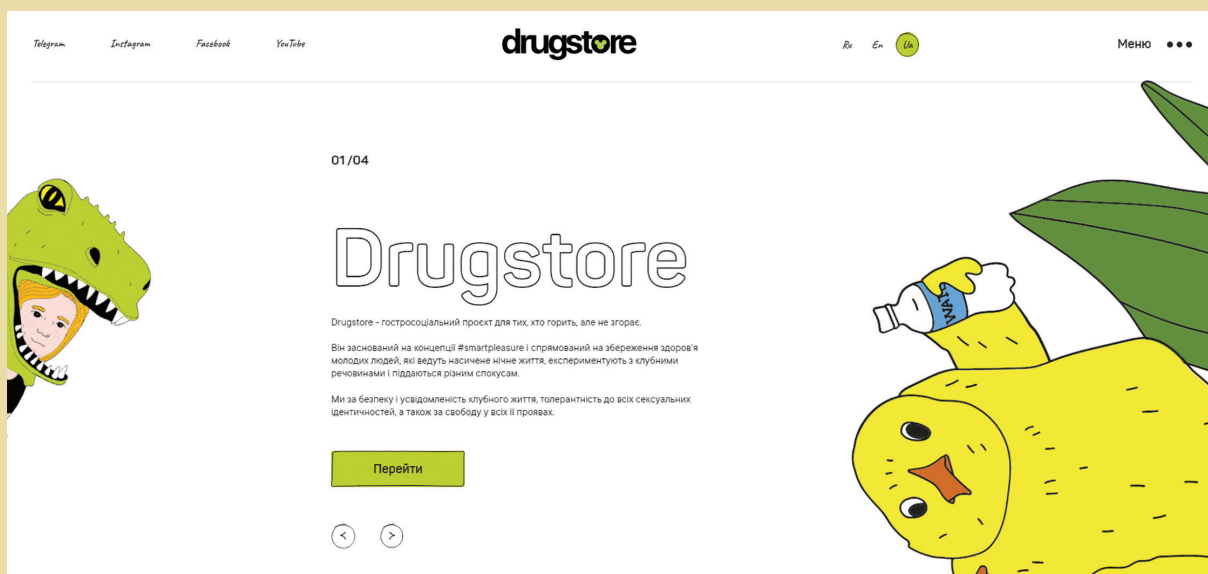 Telegram Instagram Facebook YouTube drugstore Ru En Ua Меню
01/04
Drugstore
Drugstore - гостросоціальний проєкт для тих, хто горить, але не згорає.
Він заснований на концепції #smartpleasure і спрямований на збереження здоров'я
молодих людей, які ведуть насичене нічне життя, експериментують з клубними
речовинами і піддаються різним спокусам.
Ми за безпеку і усвідомленість клубного життя, толерантність до всіх сексуальних
ідентичностей, а також за свободу у всіх її проявах.
Перейти
WAT